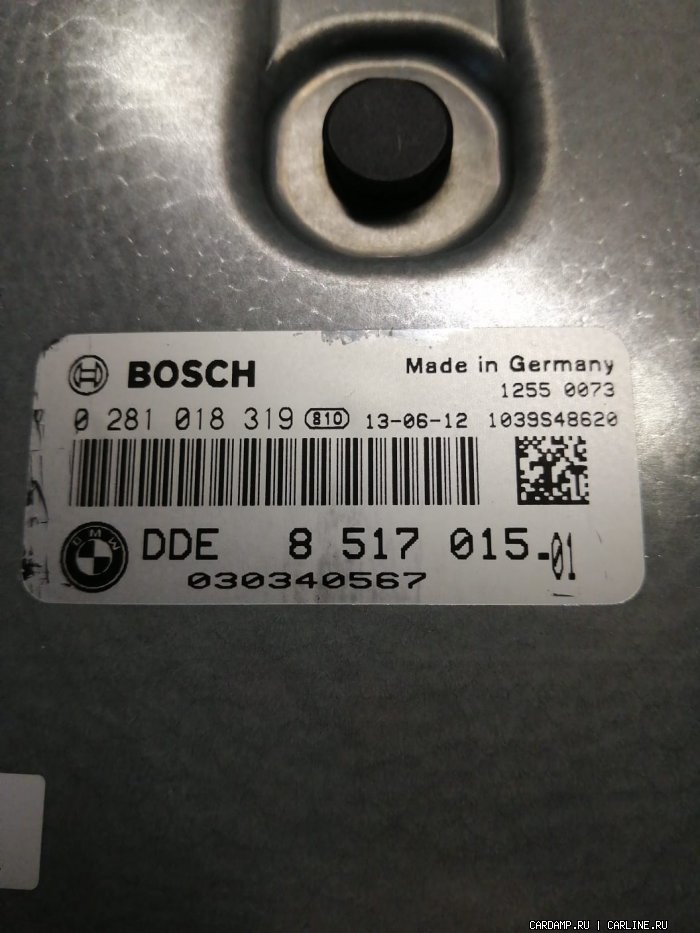 BOSCH
Made in Germany
1255 0073
0 281 018 319 810 13-06-12 1039S48620
BMW
DDE 8 517 015-01
030340567
CARDAMP.RU | CARLINE.RU